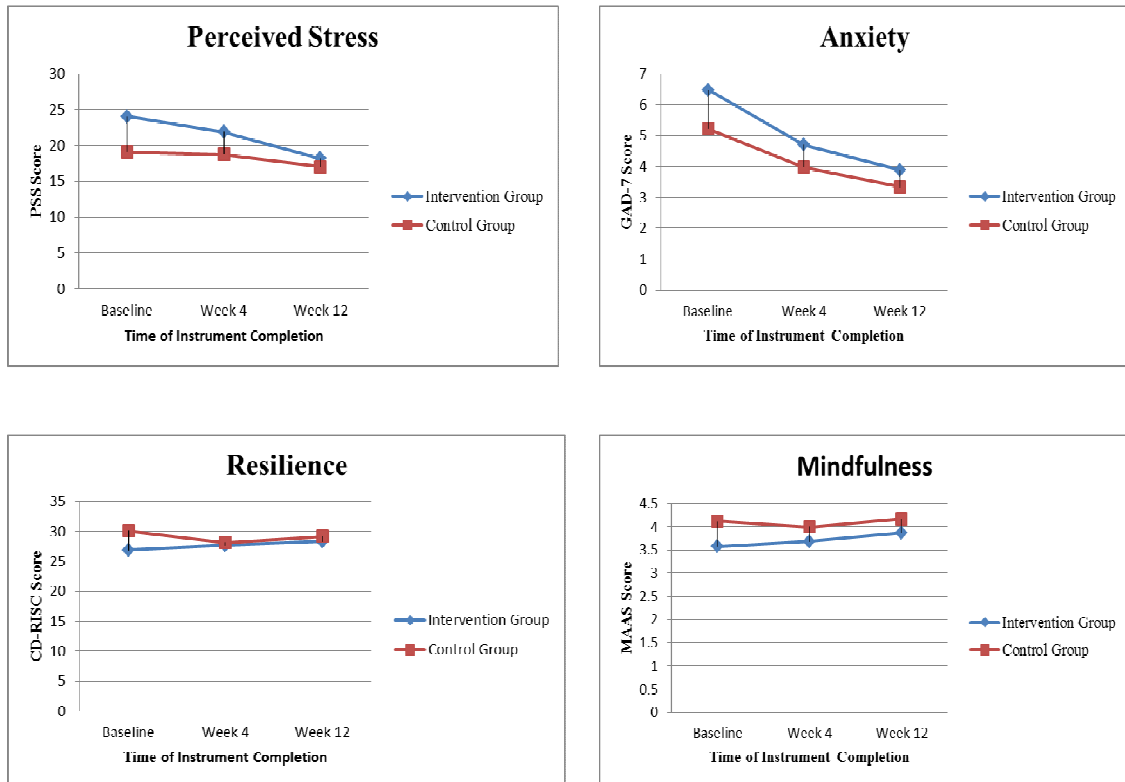 Perceived Stress
30
25
20
15
10
5
0
PSS Score
Baseline Week 4 Week 12
Time of Instrument Completion
Intervention Group
Control Group
Anxiety
7
6
5
4
3
2
1
0
GAD-7 Score
Baseline Week 4 Week 12
Time of Instrument Completion
Intervention Group
Control Group
Resilience
35
30
25
20
15
10
5
0
CD-RISC Score
Baseline Week 4 Week 12
Time of Instrument Completion
Intervention Group
Control Group
Mindfulness
4.5
4
3.5
3
2.5
2
1.5
1
0.5
0
MAAS Score
Baseline Week 4 Week 12
Time of Instrument Completion
Intervention Group
Control Group